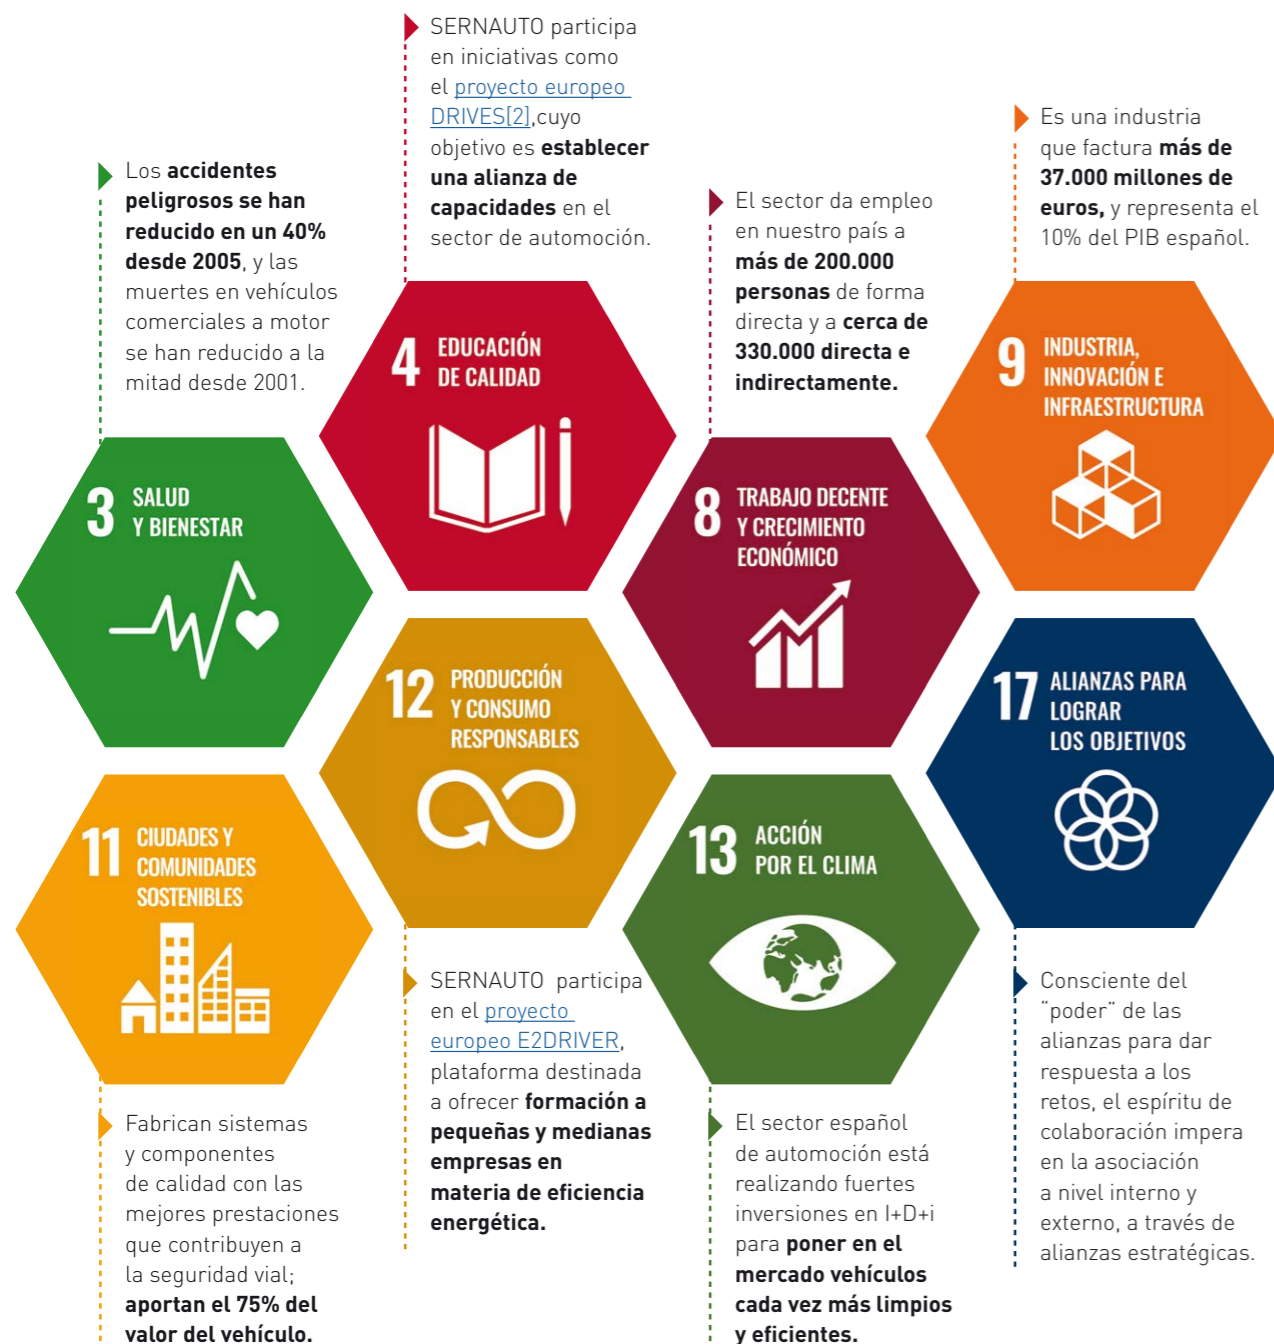 SERNAUTO participa
en iniciativas como
el proyecto europeo
DRIVES[2],cuyo
objetivo es establecer
una alianza de
capacidades en el
sector de automoción.
Es una industria
que factura más de
37.000 millones de
euros, y representa el
10% del PIB español.
Los accidentes
peligrosos se han
reducido en un 40%
desde 2005, y las
muertes en vehículos
comerciales a motor
se han reducido a la
mitad desde 2001.
El sector da empleo
en nuestro país a
más de 200.000
personas de forma
directa y a cerca de
330.000 directa e
indirectamente.
4 EDUCACIÓN
DE CALIDAD
9 INDUSTRIA,
INNOVACIÓN E
INFRAESTRUCTURA
3 SALUD
Y BIENESTAR
8 TRABAJO DECENTE
Y CRECIMIENTO
ECONÓMICO
12 PRODUCCIÓN
Y CONSUMO
RESPONSABLES
17 ALIANZAS PARA
LOGRAR
LOS OBJETIVOS
11 CIUDADES Y
COMUNIDADES
SOSTENIBLES
13 ACCIÓN
POR EL CLIMA
SERNAUTO participa
en el proyecto
europeo E2DRIVER,
plataforma destinada
a ofrecer formación a
pequeñas y medianas
empresas en
materia de eficiencia
energética.
Consciente del
“poder” de las
alianzas para dar
respuesta a los
retos, el espíritu de
colaboración impera
en la asociación
a nivel interno y
externo, a través de
alianzas estratégicas.
Fabrican sistemas
y componentes
de calidad con las
mejores prestaciones
que contribuyen a
la seguridad vial;
aportan el 75% del
valor del vehículo.
El sector español
de automoción está
realizando fuertes
inversiones en I+D+i
para poner en el
mercado vehículos
cada vez más limpios
y eficientes.